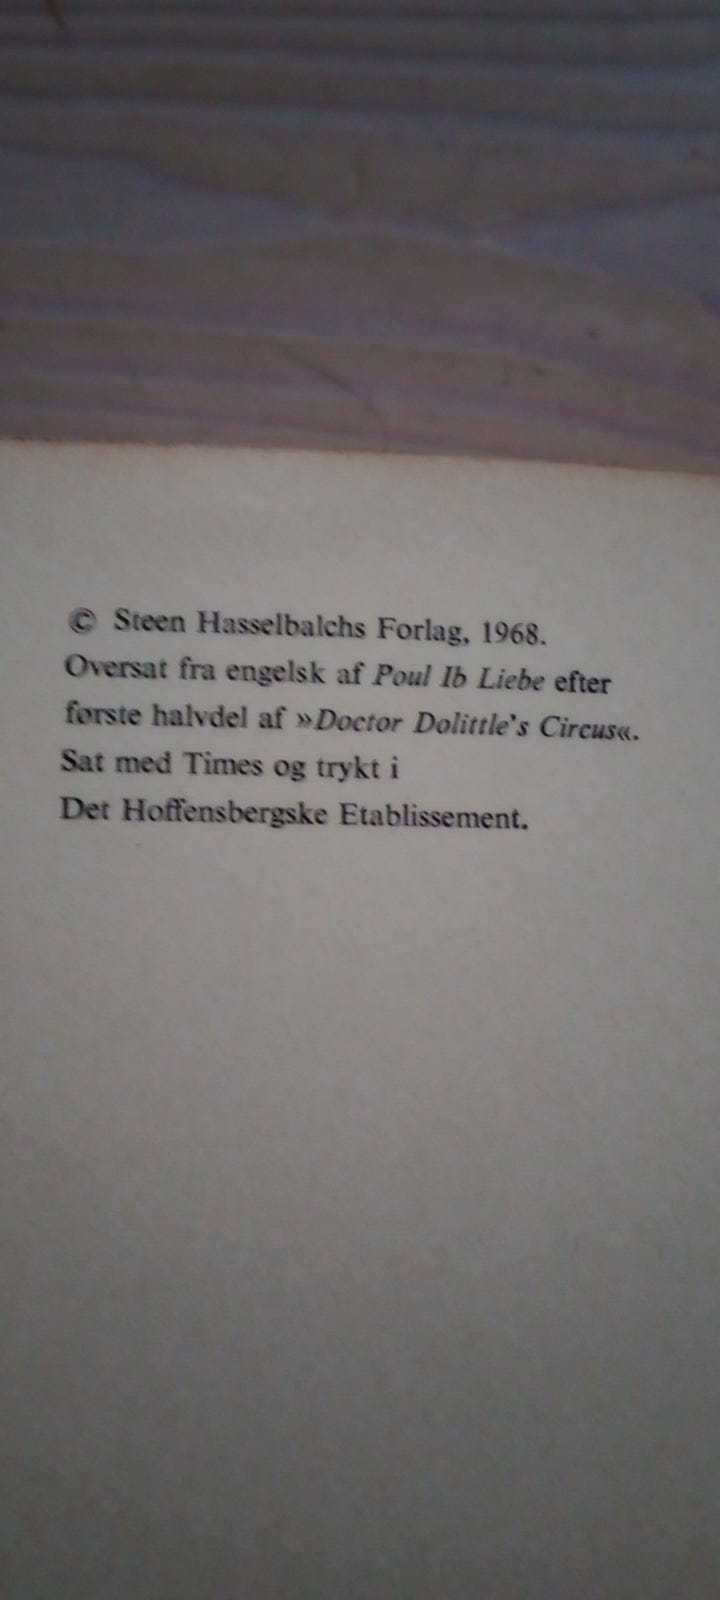 © Steen Hasselbalchs Forlag, 1968.
Oversat fra engelsk af Poul Ib Liebe efter
første halvdel af »Doctor Dolittle's Circus«.
Sat med Times og trykt i
Det Hoffensbergske Etablissement.